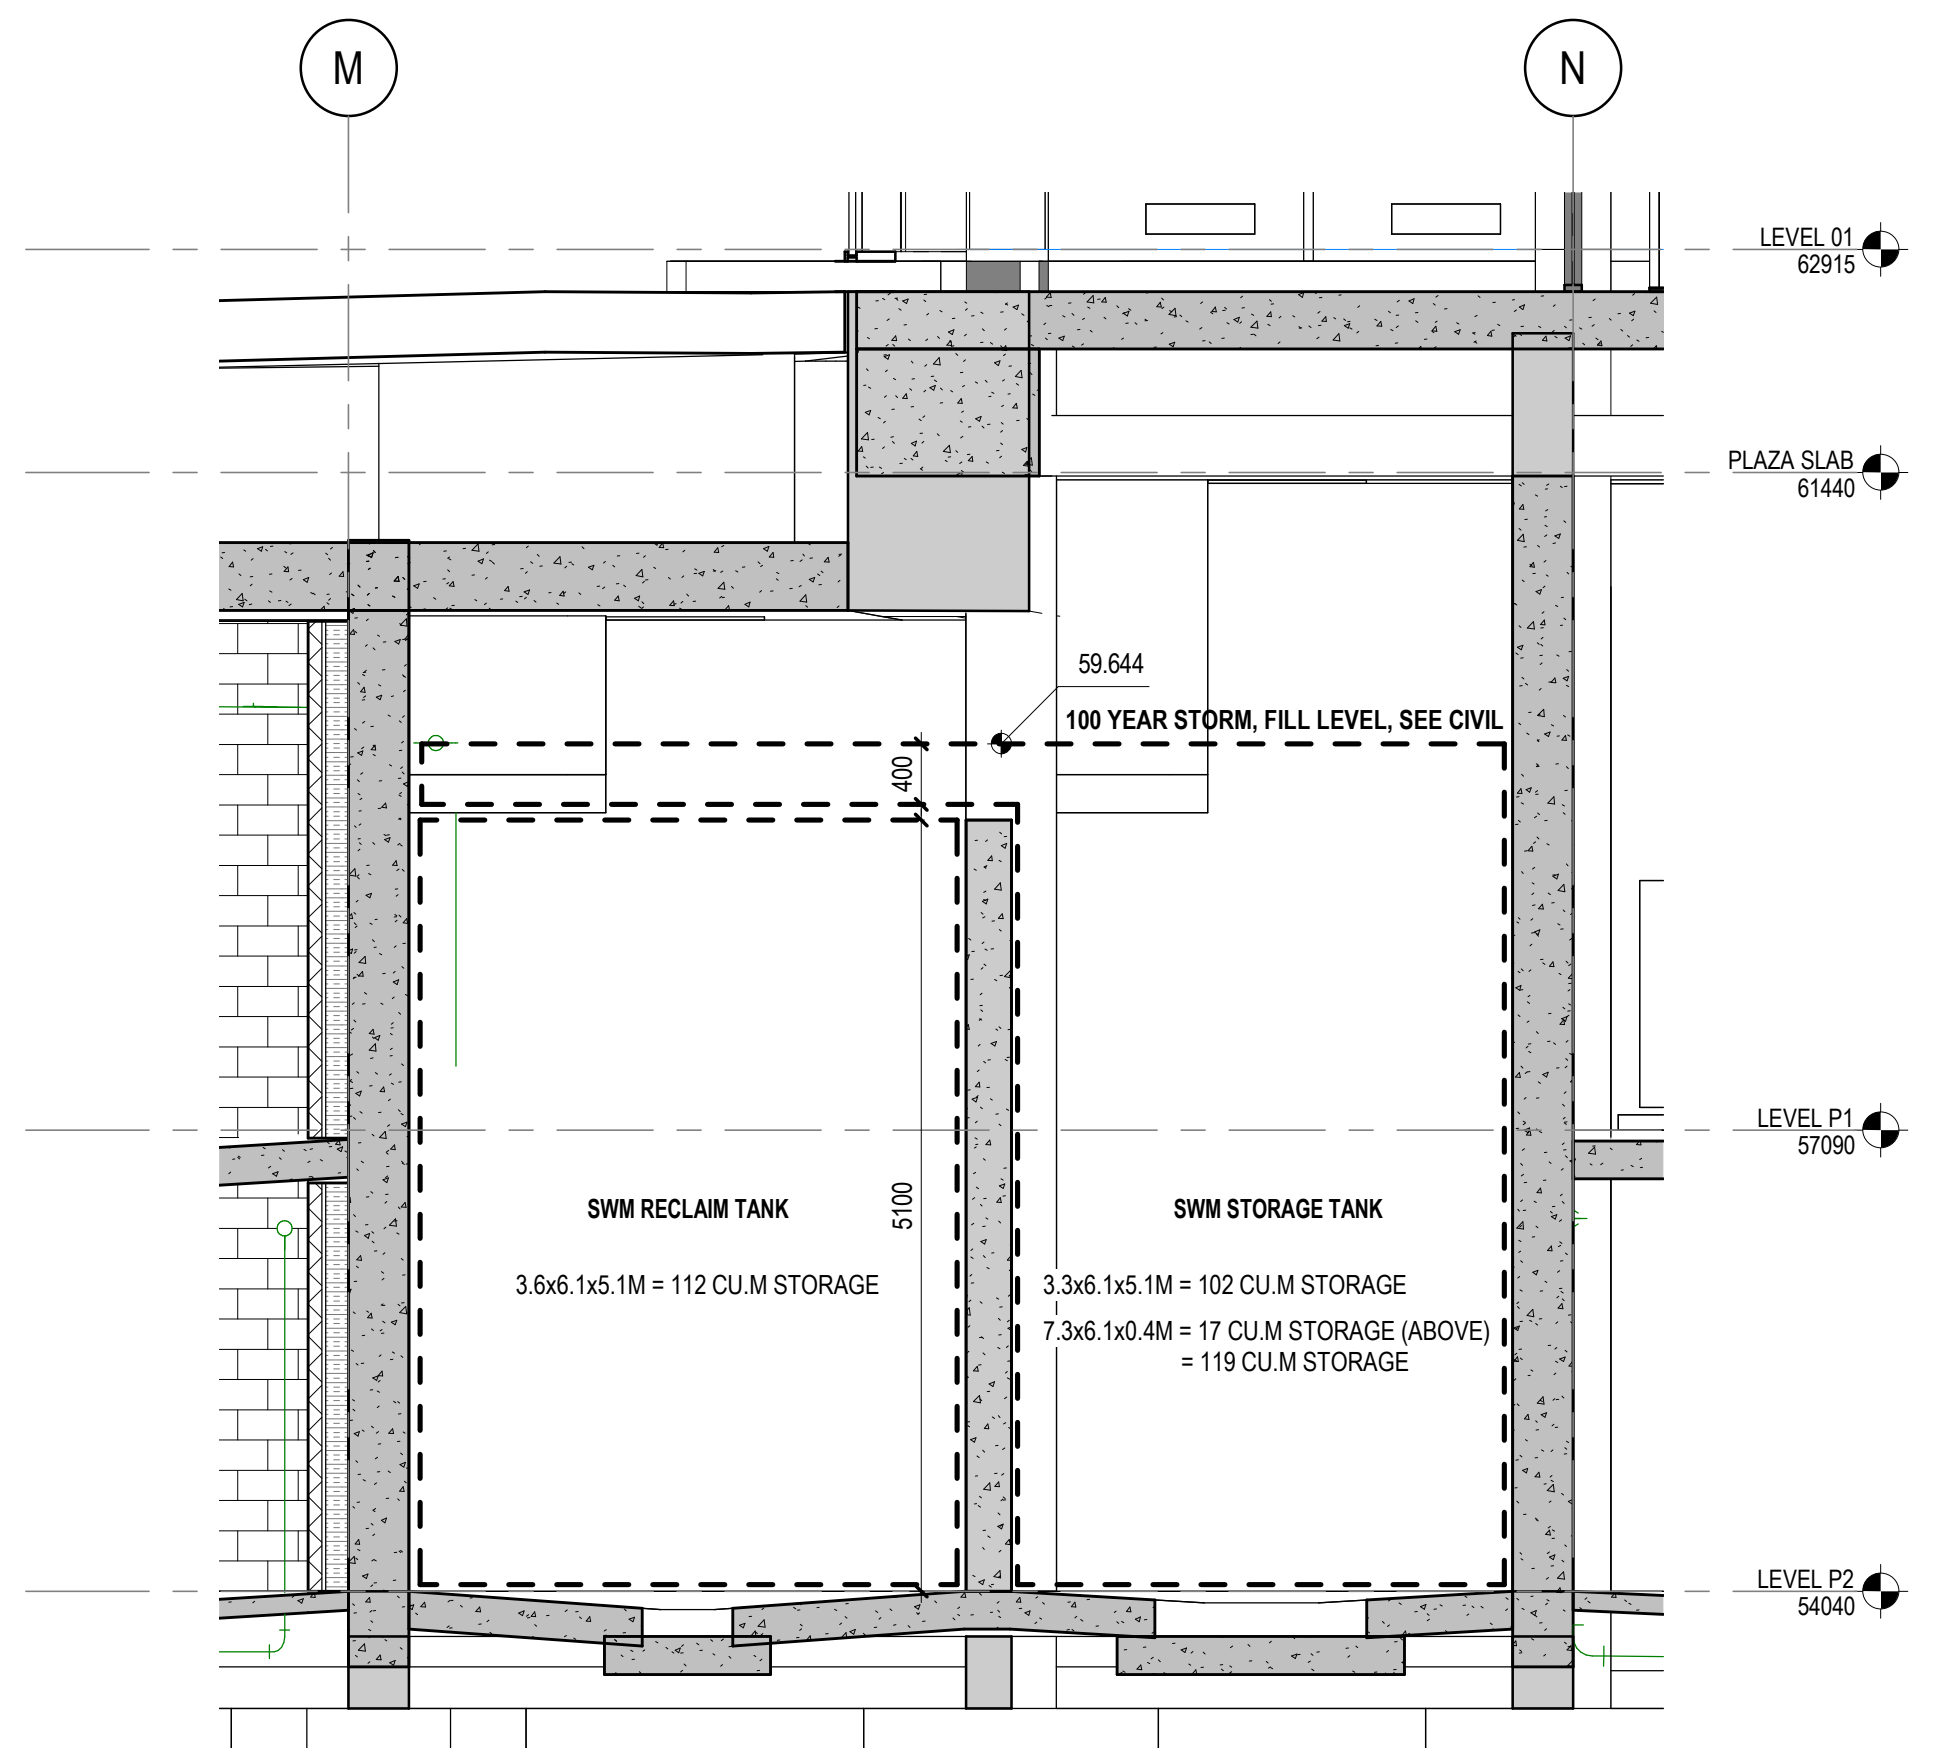 M
N
LEVEL 01
62915
PLAZA SLAB
61440
59.644
100 YEAR STORM, FILL LEVEL, SEE CIVIL
400
LEVEL P1
57090
5100
SWM RECLAIM TANK
3.6x6.1x5.1M = 112 CU.M STORAGE
SWM STORAGE TANK
3.3x6.1x5.1M = 102 CU.M STORAGE
7.3x6.1x0.4M = 17 CU.M STORAGE (ABOVE)
= 119 CU.M STORAGE
LEVEL P2
54040